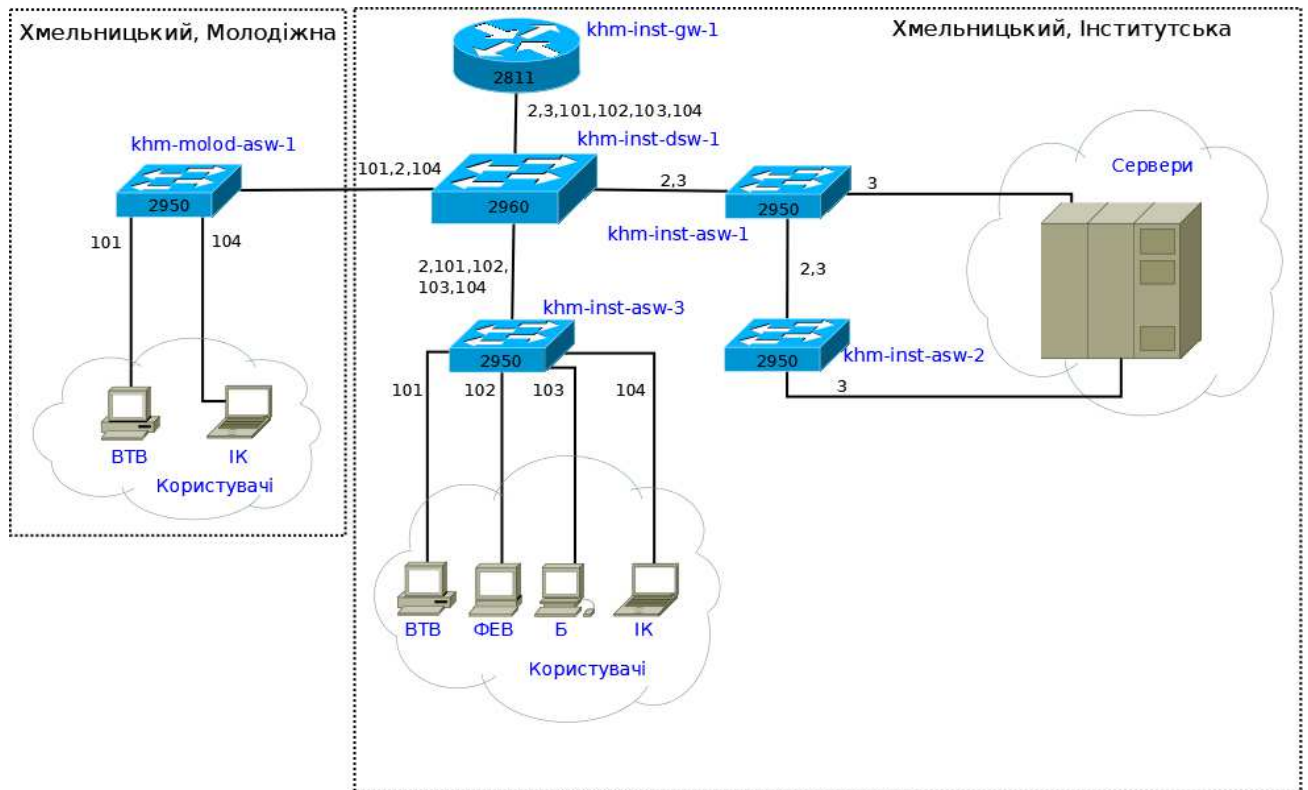 Хмельницький, Молодіжна
khm-molod-asw-1
2950
101
104
ВТВ
ІК
Користувачі
101,2,104
Хмельницький, Інститутська
khm-inst-gw-1
2811
2,3,101,102,103,104
khm-inst-dsw-1
2960
2,3
2950
khm-inst-asw-1
3
Сервери
2,101,102,
103,104
khm-inst-asw-3
2950
2,3
2950
khm-inst-asw-2
3
101
102
103
104
ВТВ
ФЕВ
Б
ІК
Користувачі